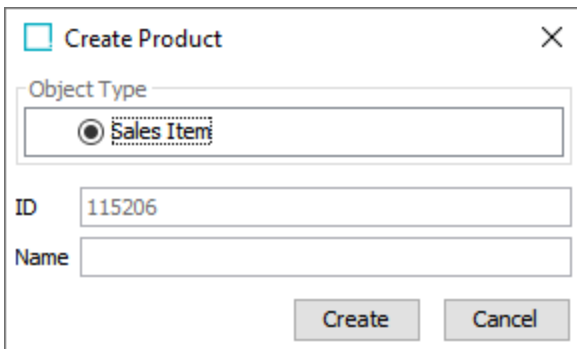 Create Product
Object Type
Sales Item
ID 115206
Name
Create Cancel